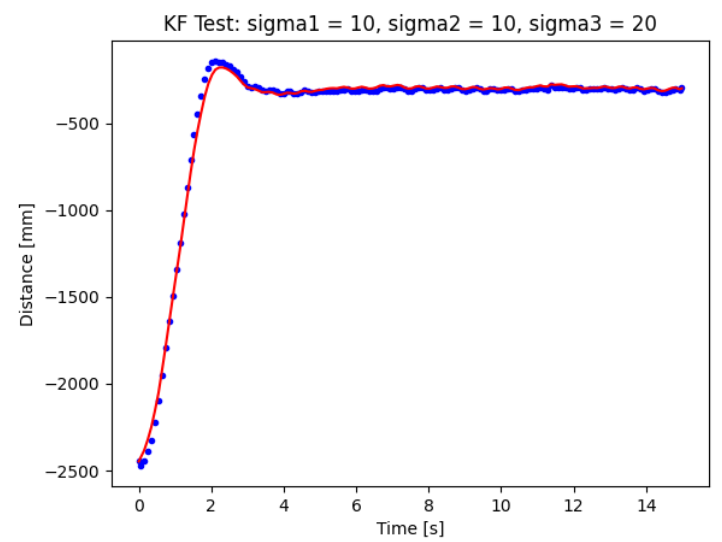 KF Test: sigma1 = 10, sigma2 = 10, sigma3 = 20
Distance [mm]
−500
−1000
−1500
−2000
−2500
0 2 4 6 8 10 12 14
Time [s]